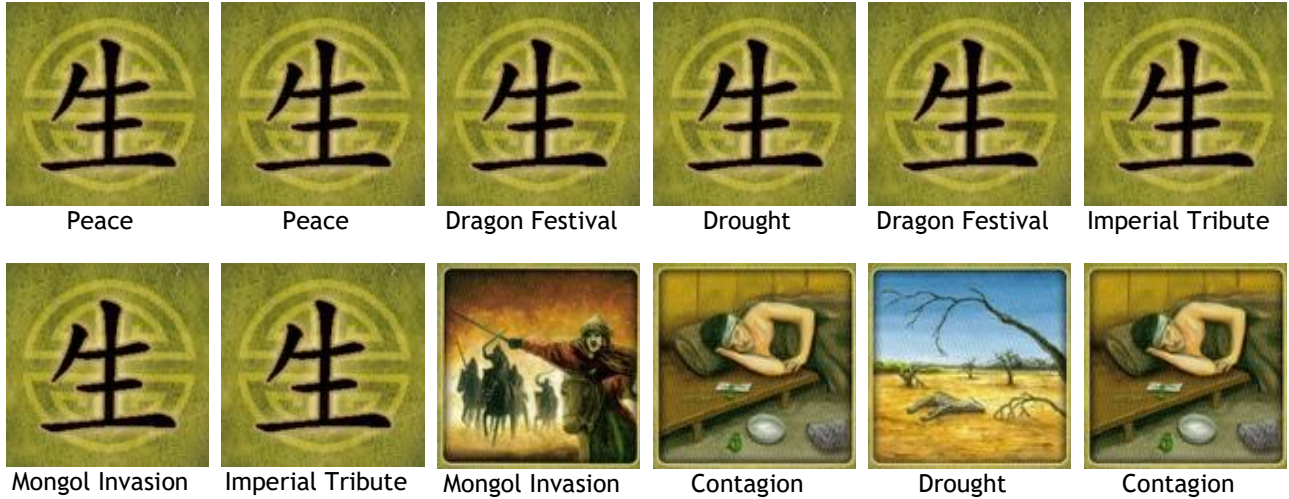 生 生 生 生 生 生
Peace Peace Dragon Festival Drought Dragon Festival Imperial Tribute
生 生
Mongol Invasion Imperial Tribute Mongol Invasion Contagion Drought Contagion